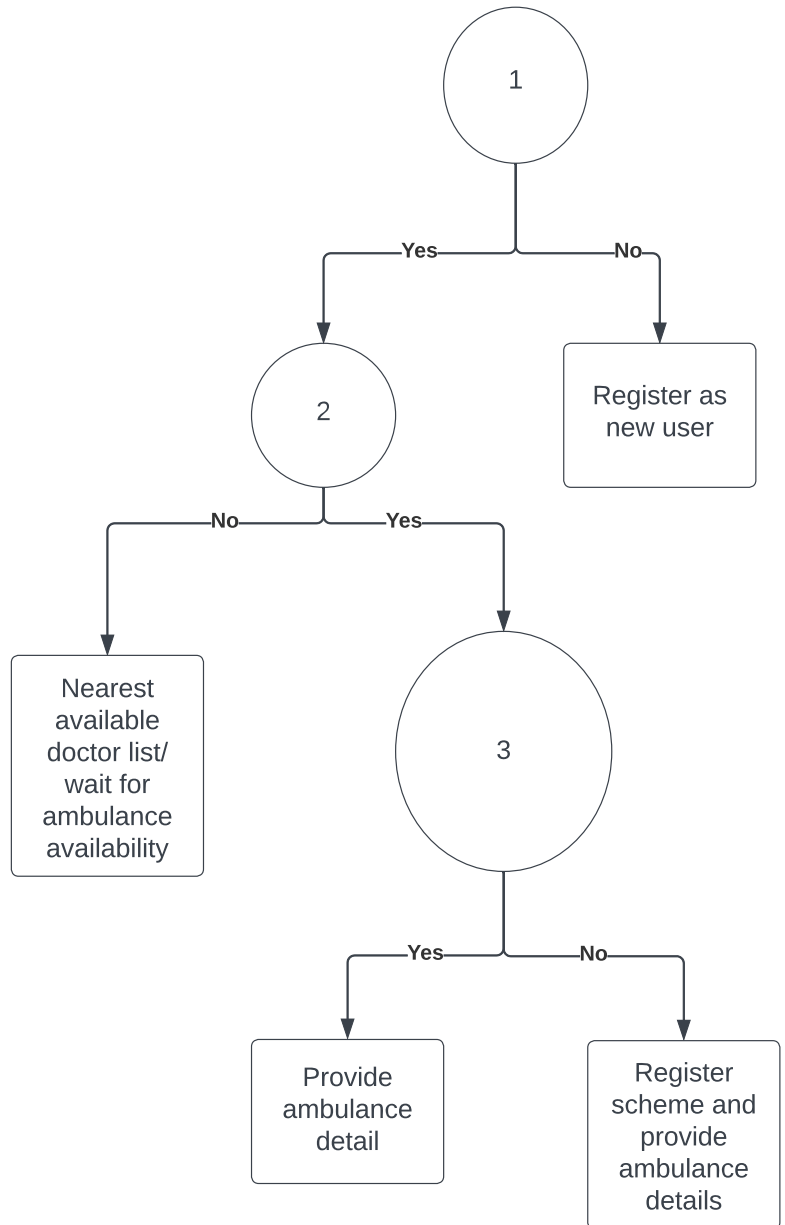 1
Yes
No
2
Register as
new user
No
Yes
Nearest
available
doctor list/
wait for
ambulance
availability
3
Yes
No
Provide
ambulance
detail
Register
scheme and
provide
ambulance
details